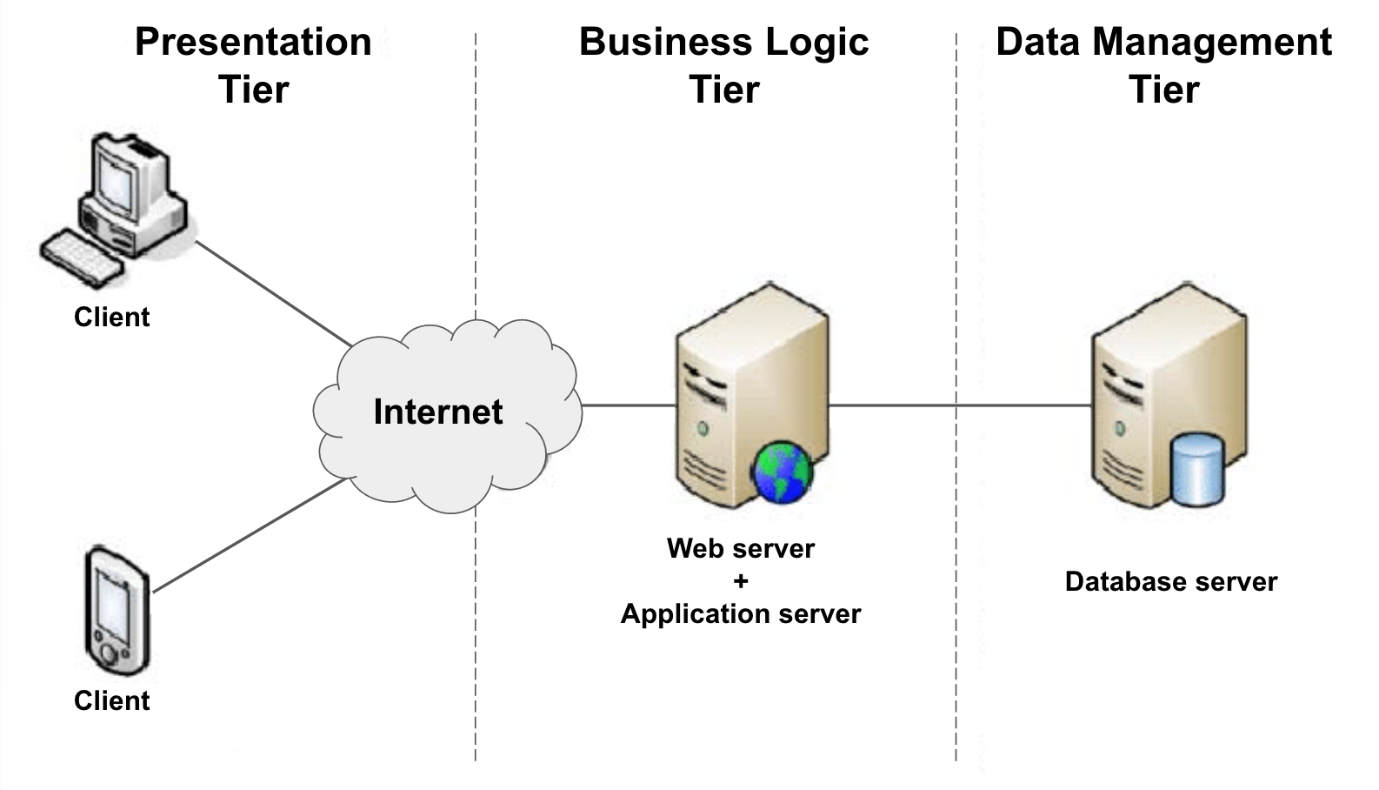 Presentation
Tier
Business Logic
Tier
Data Management
Tier
Client
Internet
Web server
+
Application server
Database server
Client